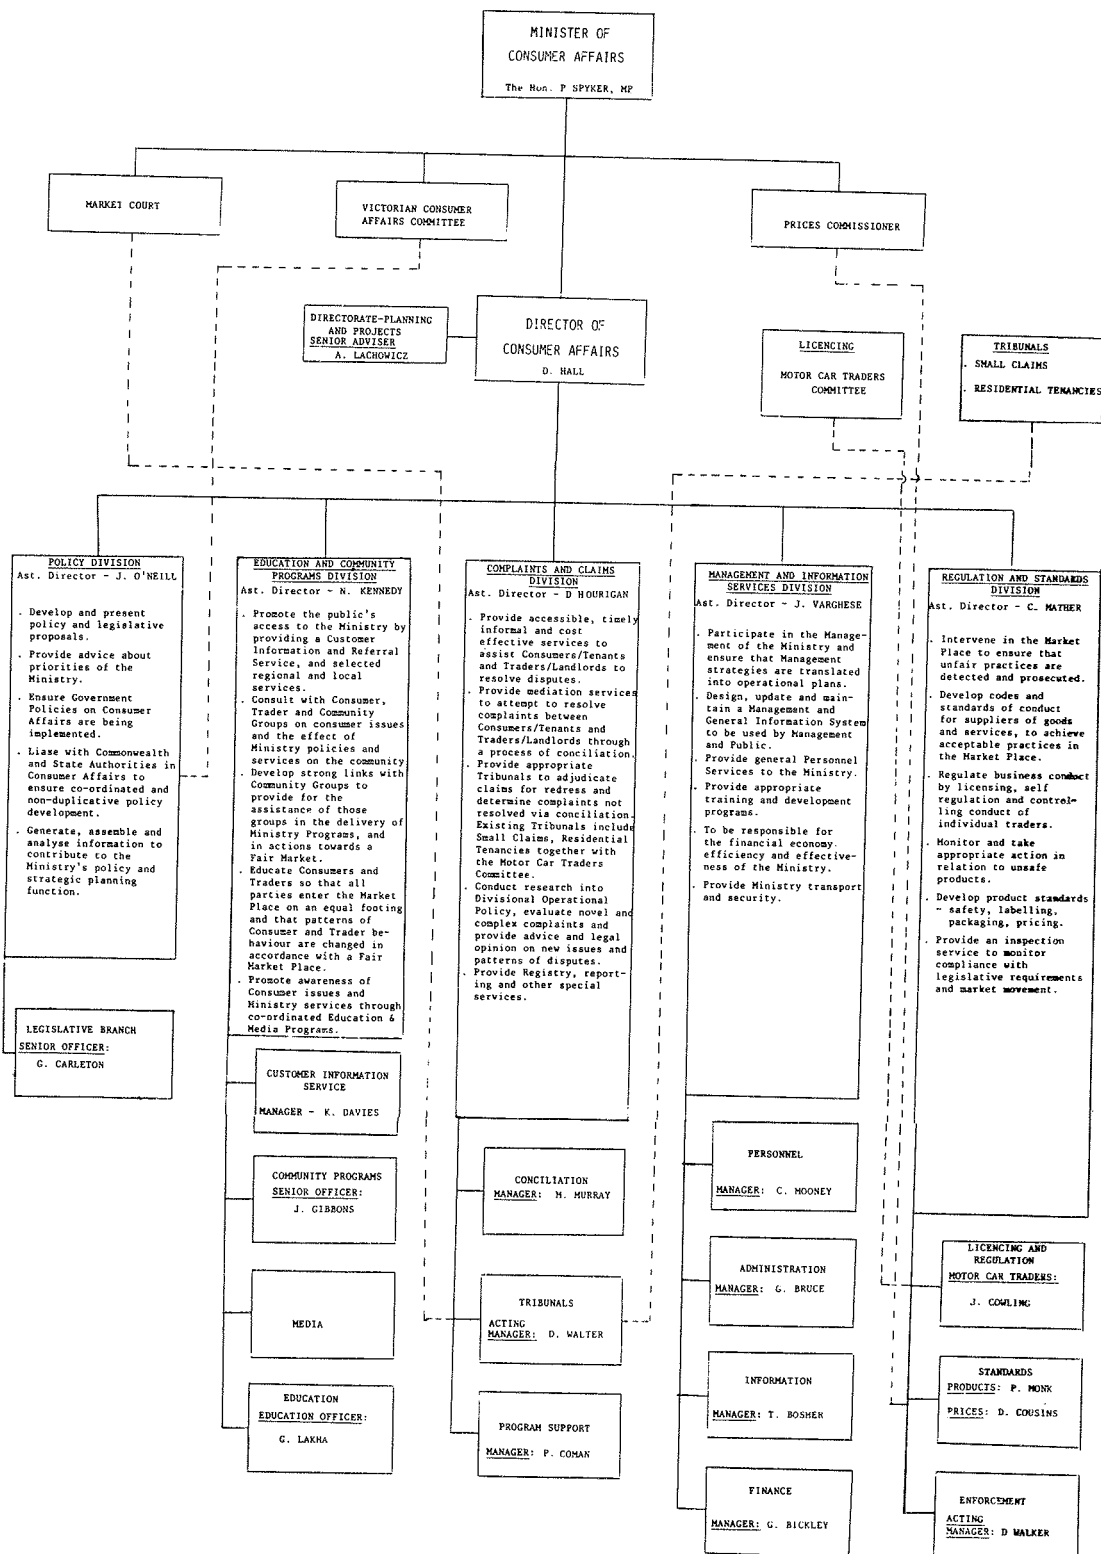 MINISTER OF
CONSUMER AFFAIRS
The Hon. P SPYKER, MP
MARKET COURT
VICTORIAN CONSUMER
AFFAIRS COMMITTEE
PRICES COMMISSIONER
DIRECTORATE-PLANNING
AND PROJECTS
SENIOR ADVISER
A. LACHOWICZ
DIRECTOR OF
CONSUMER AFFAIRS
D. HALL
LICENCING
MOTOR CAR TRADERS
COMMITTEE
TRIBUNALS
. SMALL CLAIMS
. RESIDENTIAL TENANCIES
POLICY DIVISION
Ast. Director - J. O'NEILL
. Develop and present
policy and legislative
proposals.
. Provide advice about
priorities of the
Ministry.
. Ensure Government
Policies on Consumer
Affairs are being
implemented.
. Liase with Commonwealth
and State Authorities in
Consumer Affairs to
ensure co-ordinated and
non-duplicative policy
development.
. Generate, assemble and
analyse information to
contribute to the
Ministry's policy and
strategic planning
function.
LEGISLATIVE BRANCH
SENIOR OFFICER:
G. CARLETON
EDUCATION AND COMMUNITY
PROGRAMS DIVISION
Ast. Director - N. KENNEDY
. Promote the public's
access to the Ministry by
providing a Customer
Information and Referral
Service, and selected
regional and local
services.
. Consult with Consumer,
Trader and Community
Groups on consumer issues
and the effect of
Ministry policies and
services on the community
. Develop strong links with
Community Groups to
provide for the
assistance of those
groups in the delivery of
Ministry Programs, and
in actions towards a
Fair Market.
. Educate Consumers and
Traders so that all
parties enter the Market
Place on an equal footing
and that patterns of
Consumer and Trader be-
haviour are changed in
accordance with a Fair
Market Place.
. Promote awareness of
Consumer issues and
Ministry services through
co-ordinated Education &
Media Programs.
CUSTOMER INFORMATION
SERVICE
MANAGER - K. DAVIES
COMMUNITY PROGRAMS
SENIOR OFFICER:
J. GIBBONS
MEDIA
EDUCATION
EDUCATION OFFICER:
G. LAKHA
COMPLAINTS AND CLAIMS
DIVISION
Ast. Director - D HOURIGAN
. Provide accessible, timely
informal and cost
effective services to
assist Consumers/Tenants
and Traders/Landlords to
resolve disputes.
. Provide mediation services
to attempt to resolve
complaints between
Consumers/Tenants and
Traders/Landlords through
a process of conciliation.
. Provide appropriate
Tribunals to adjudicate
claims for redress and
determine complaints not
resolved via conciliation.
Existing Tribunals include
Small Claims, Residential
Tenancies together with
the Motor Car Traders
Committee.
. Conduct research into
Divisional Operational
Policy, evaluate novel and
complex complaints and
provide advice and legal
opinion on new issues and
patterns of disputes.
. Provide Registry, report-
ing and other special
services.
CONCILIATION
MANAGER: M. MURRAY
TRIBUNALS
ACTING
MANAGER: D. WALTER
PROGRAM SUPPORT
MANAGER: P. COMAN
MANAGEMENT AND INFORMATION
SERVICES DIVISION
Ast. Director - J. VARGHESE
. Participate in the Manage-
ment of the Ministry and
ensure that Management
strategies are translated
into operational plans.
. Design, update and main-
tain a Management and
General Information System
to be used by Management
and Public.
. Provide general Personnel
Services to the Ministry.
. Provide appropriate
training and development
programs.
. To be responsible for
the financial economy.
efficiency and effective-
ness of the Ministry.
. Provide Ministry transport
and security.
PERSONNEL
MANAGER: C. MOONEY
ADMINISTRATION
MANAGER: G. BRUCE
INFORMATION
MANAGER: T. BOSHER
FINANCE
MANAGER: G. BICKLEY
REGULATION AND STANDARDS
DIVISION
Ast. Director - C. MATHER
. Intervene in the Market
Place to ensure that
unfair practices are
detected and prosecuted.
. Develop codes and
standards of conduct
for suppliers of goods
and services, to achieve
acceptable practices in
the Market Place.
. Regulate business conduct
by licensing, self
regulation and control-
ling conduct of
individual traders.
. Monitor and take
appropriate action in
relation to unsafe
products.
. Develop product standards
- safety, labelling,
packaging, pricing.
. Provide an inspection
service to monitor
compliance with
legislative requirements
and market movement.
LICENCING AND
REGULATION
MOTOR CAR TRADERS:
J. COWLING
STANDARDS
PRODUCTS: P. MONK
PRICES: D. COUSINS
ENFORCEMENT
ACTING
MANAGER: D WALKER